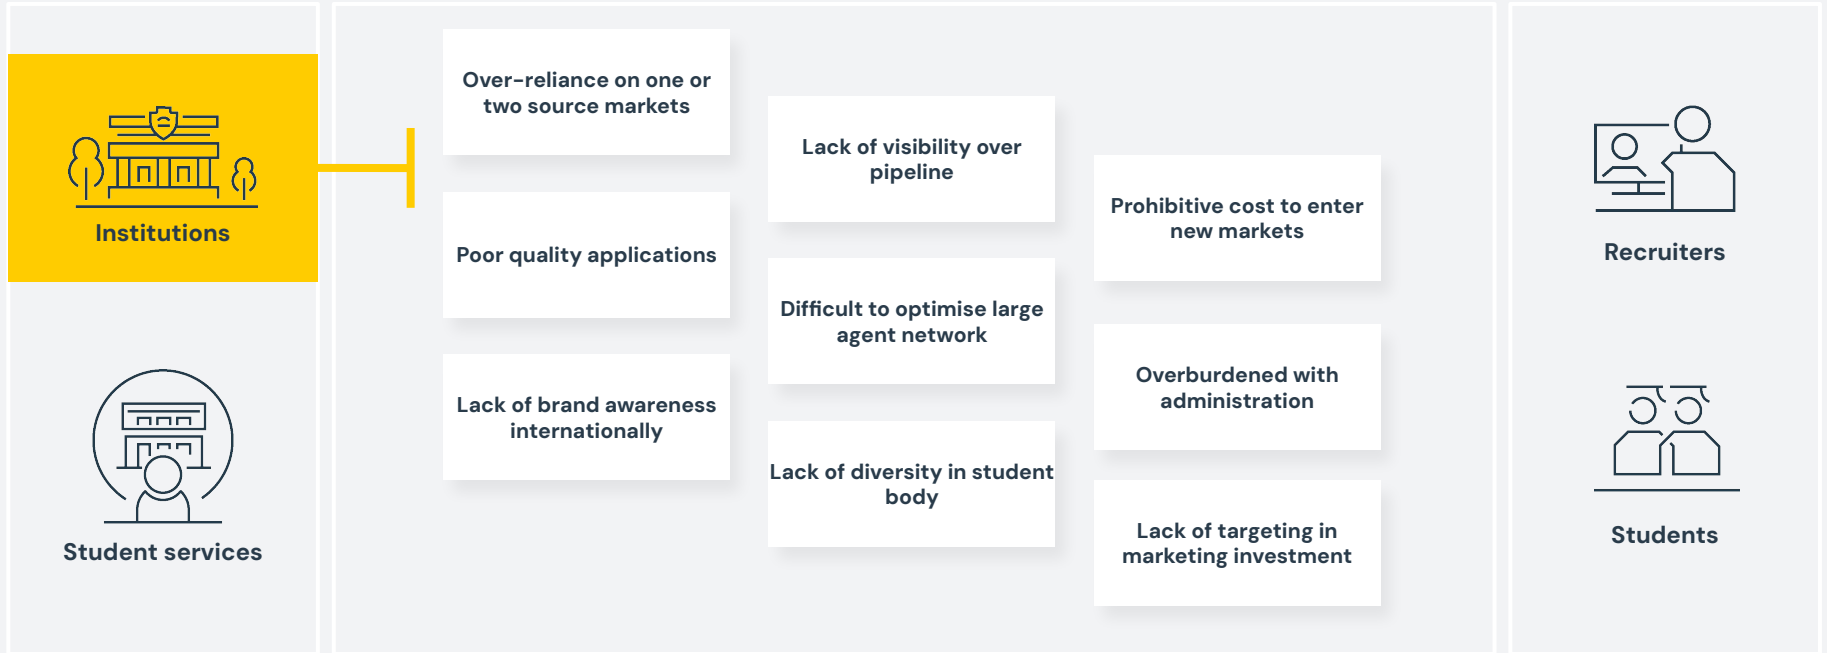 Institutions
Student services
Over-reliance on one or
two source markets
Poor quality applications
Lack of brand awareness
internationally
Lack of visibility over
pipeline
Difficult to optimise large
agent network
Lack of diversity in student
body
Prohibitive cost to enter
new markets
Overburdened with
administration
Lack of targeting in
marketing investment
Recruiters
Students